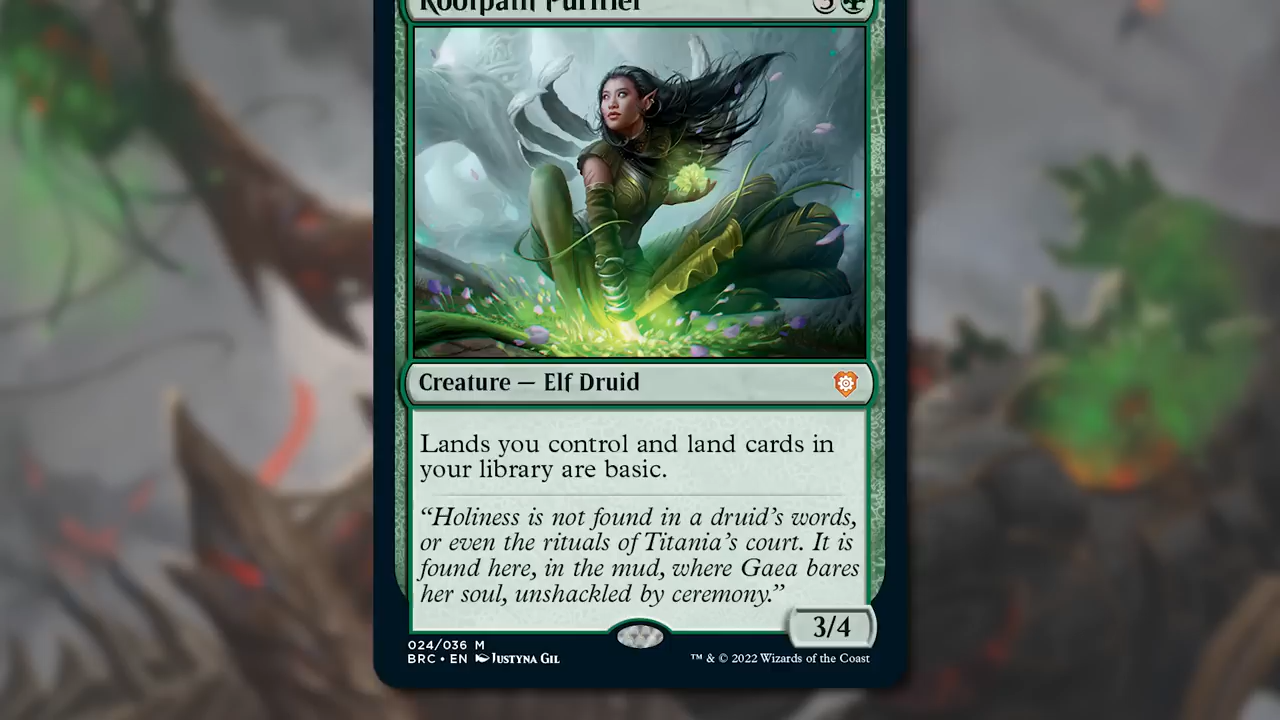 Rootpath Purifier 3
Creature — Elf Druid
Lands you control and land cards in
your library are basic.
“Holiness is not found in a druid’s words,
or even the rituals of Titania’s court. It is
found here, in the mud, where Gaea bares
her soul, unshackled by ceremony.”
3/4
024/036 M
BRC • EN Justyna Gil
™ & © 2022 Wizards of the Coast